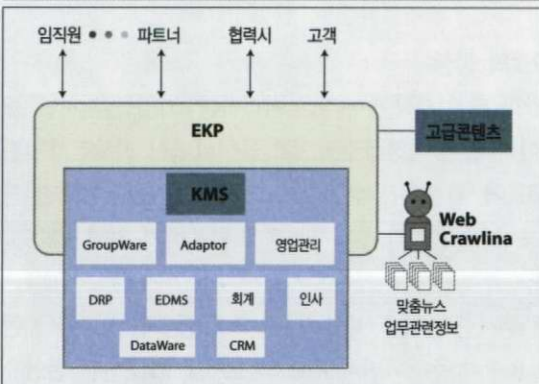 임직원 파트너 협력시 고객
EKP
고급콘텐츠
KMS
GroupWare Adaptor 영업관리
Web
Crawlina
DRP EDMS 회계 인사
맞춤뉴스
업무관련정보
DataWare CRM